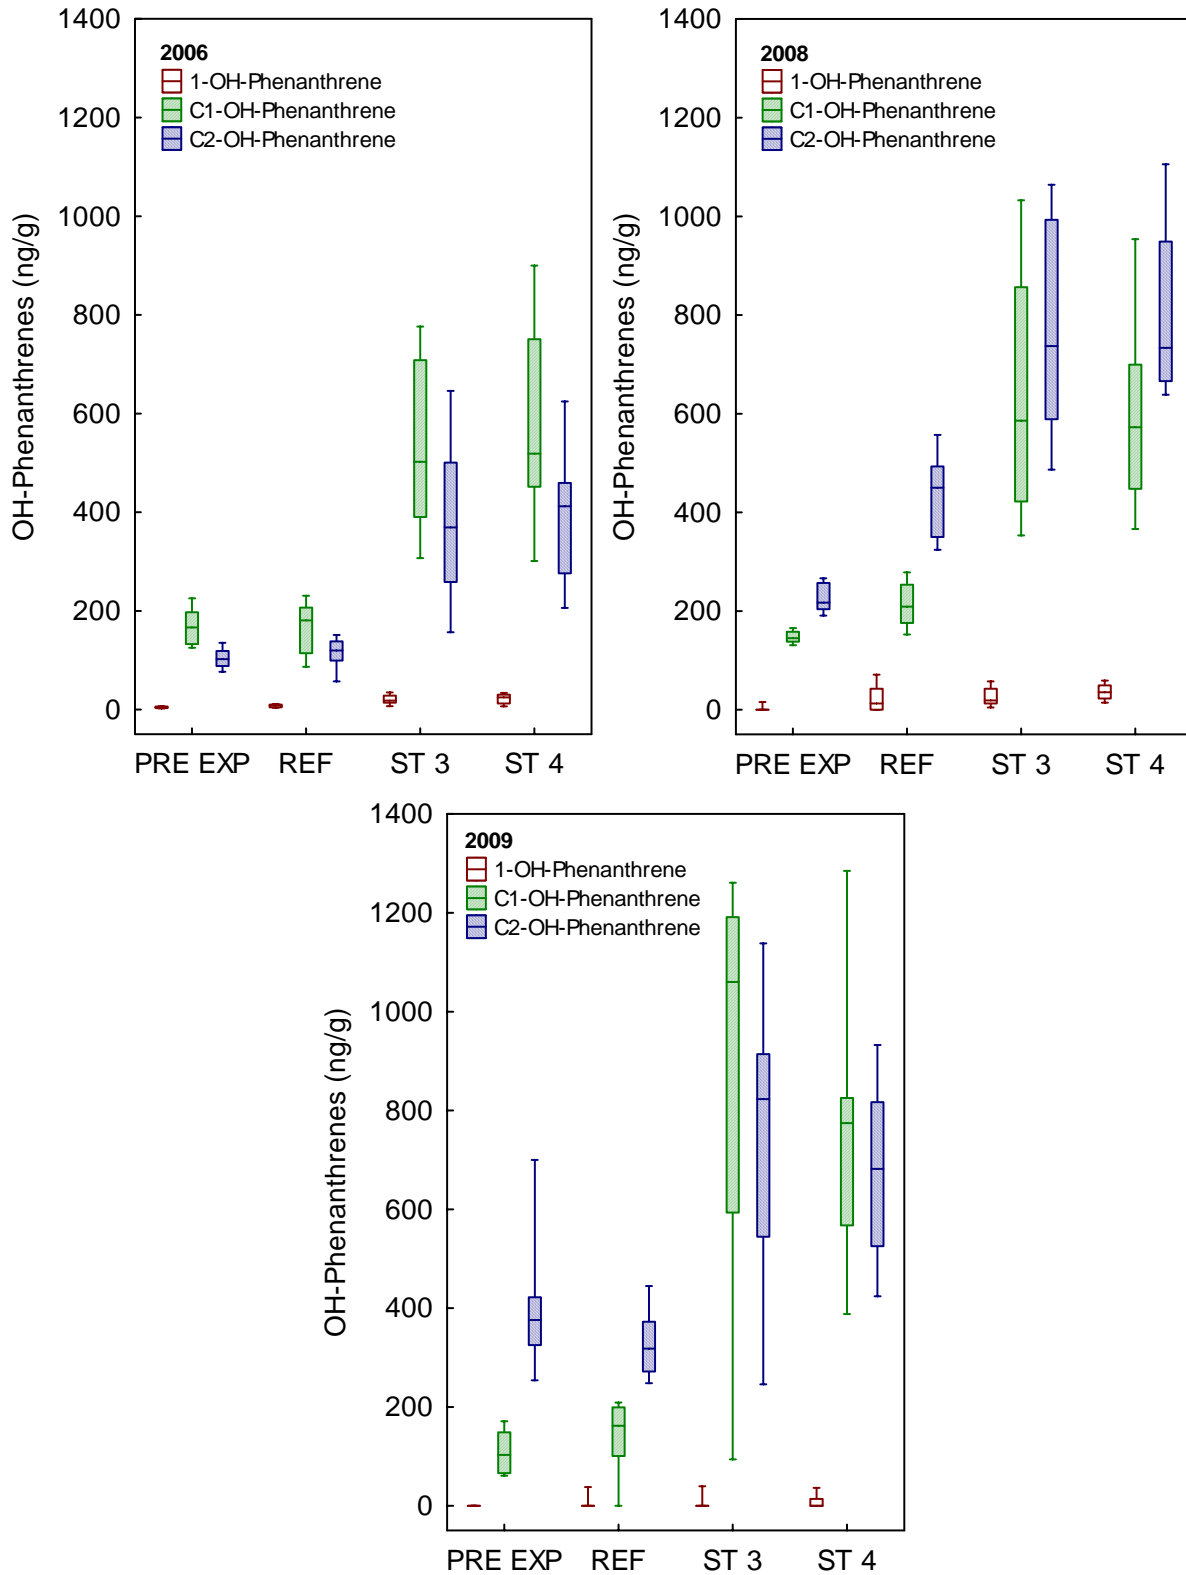 2006
1-OH-Phenanthrene
C1-OH-Phenanthrene
C2-OH-Phenanthrene
OH-Phenanthrenes (ng/g)
1400
1200
1000
800
600
400
200
0
PRE EXP REF ST 3 ST 4
2008
1-OH-Phenanthrene
C1-OH-Phenanthrene
C2-OH-Phenanthrene
OH-Phenanthrenes (ng/g)
1400
1200
1000
800
600
400
200
0
PRE EXP REF ST 3 ST 4
2009
1-OH-Phenanthrene
C1-OH-Phenanthrene
C2-OH-Phenanthrene
OH-Phenanthrenes (ng/g)
1400
1200
1000
800
600
400
200
0
PRE EXP REF ST 3 ST 4